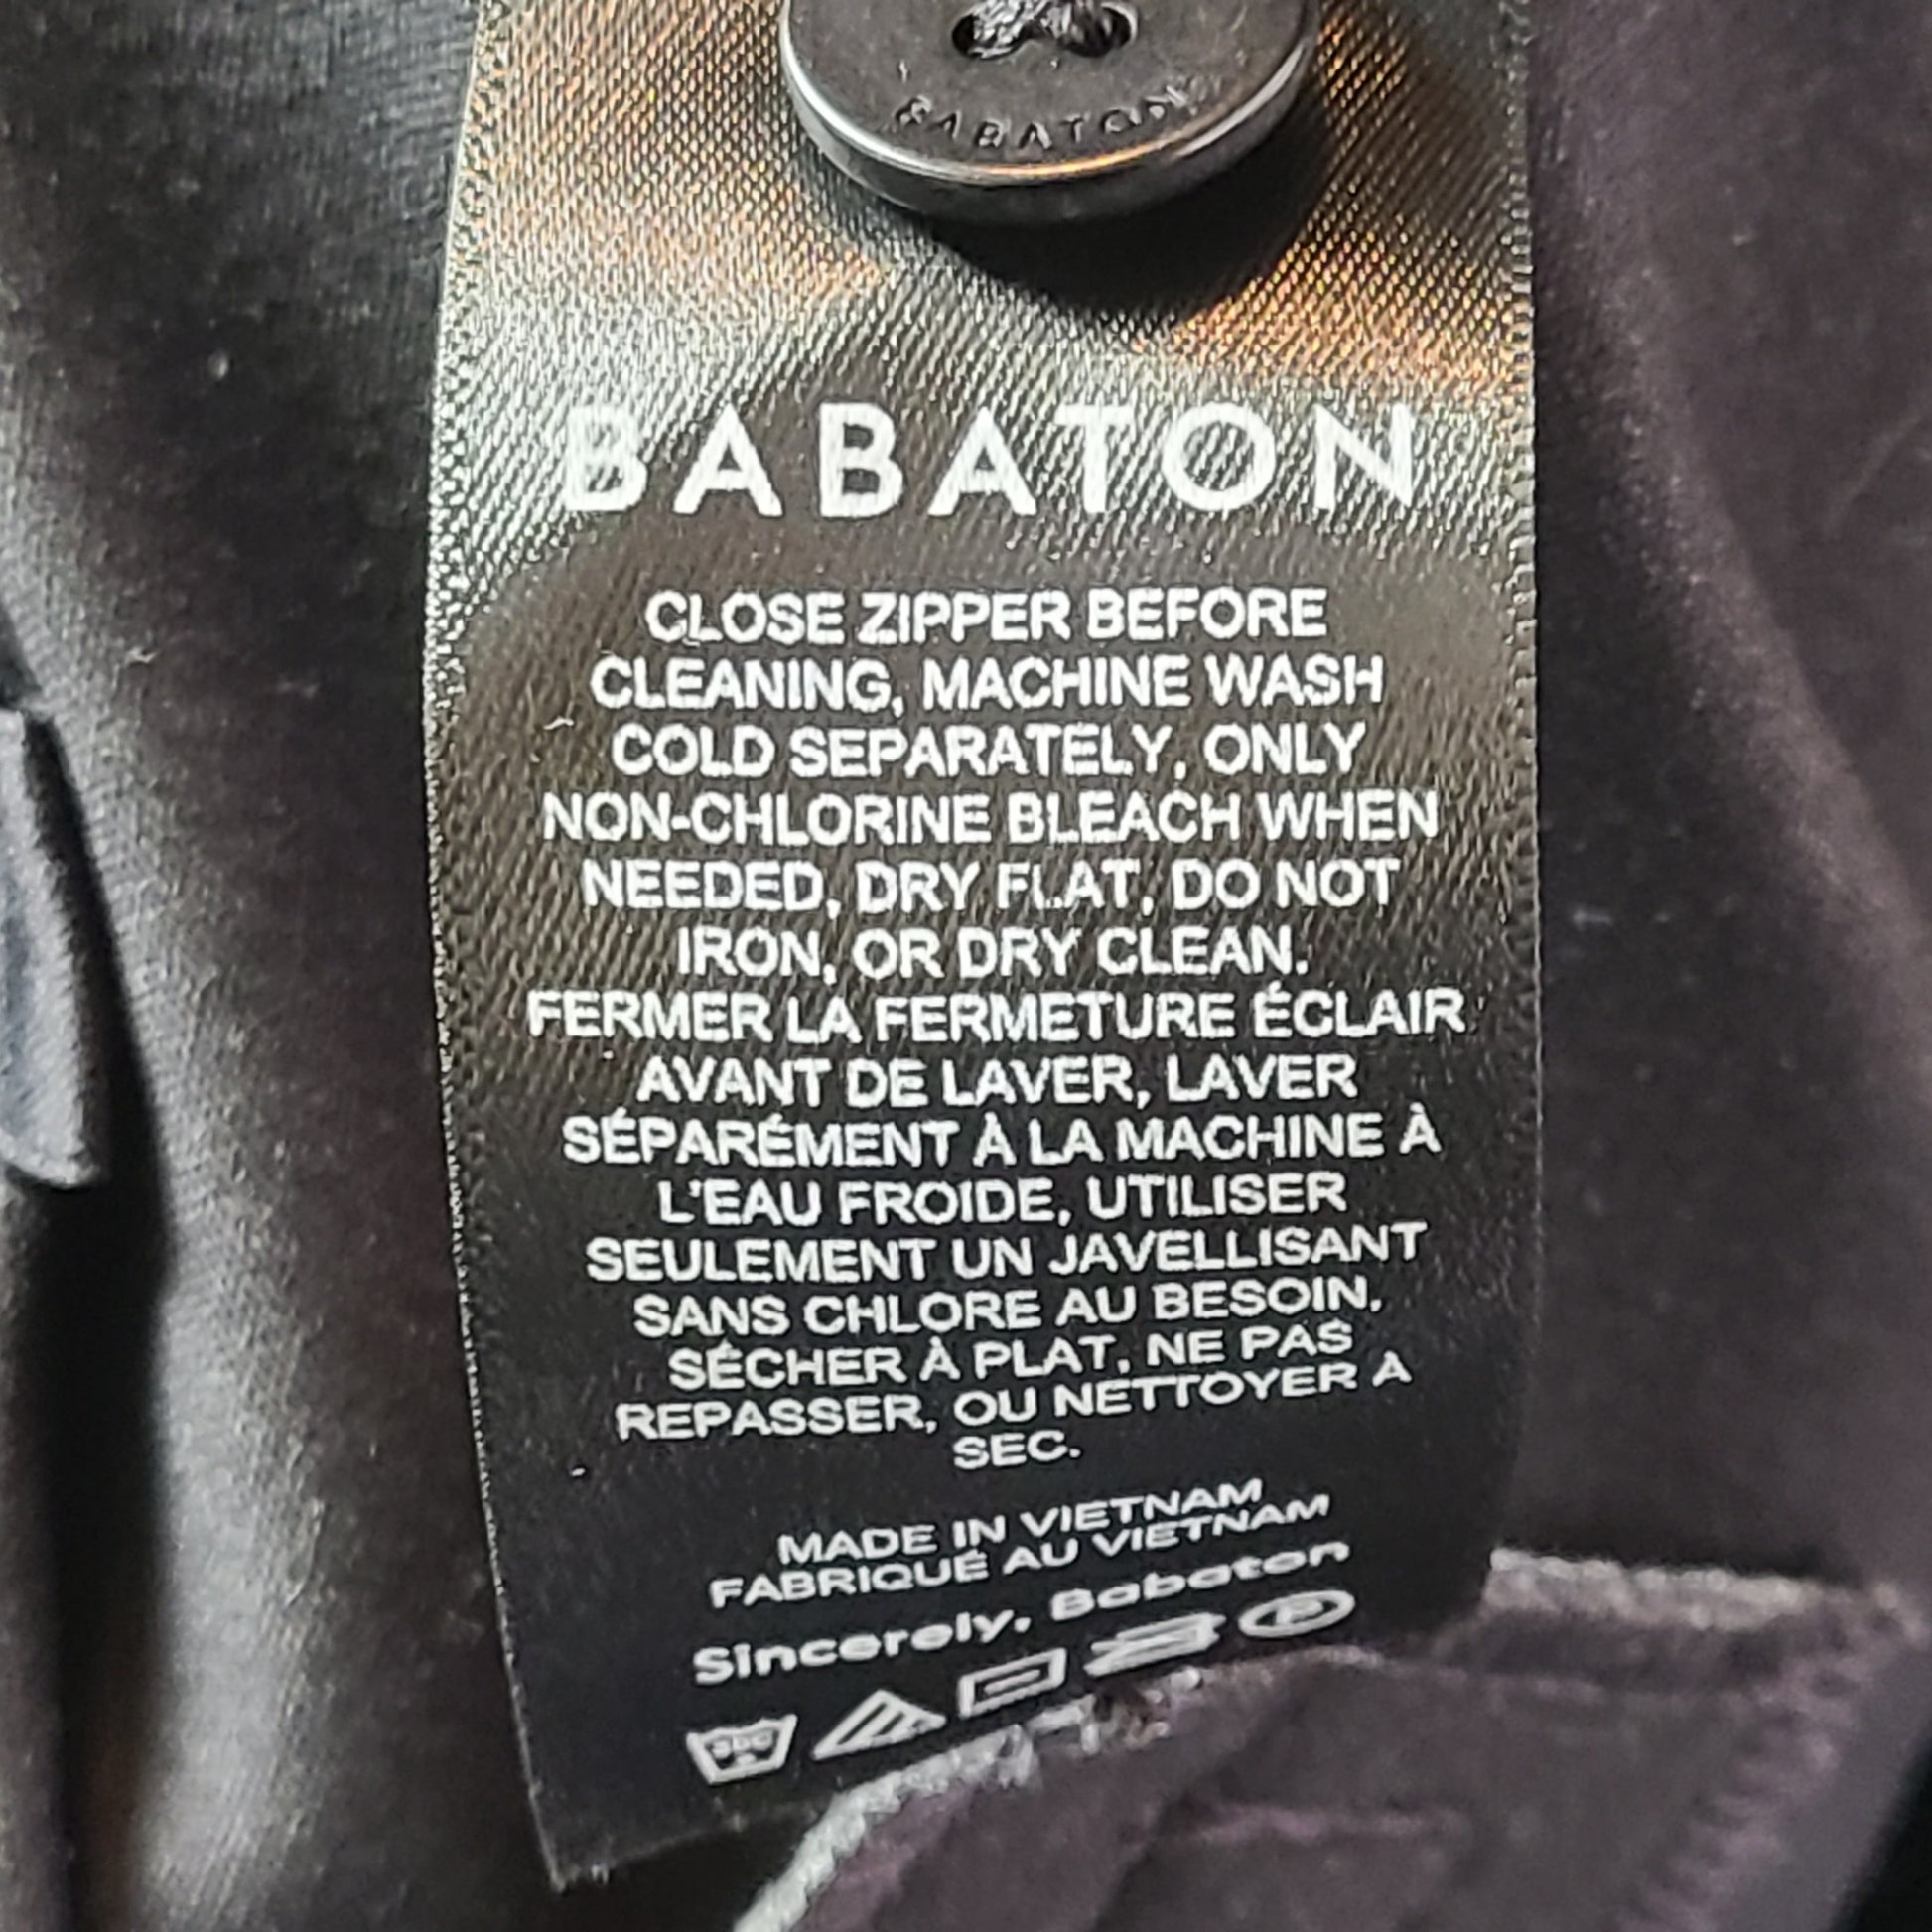 BABATON
BABATON
CLOSE ZIPPER BEFORE
CLEANING, MACHINE WASH
COLD SEPARATELY, ONLY
NON-CHLORINE BLEACH WHEN
NEEDED, DRY FLAT, DO NOT
IRON, OR DRY CLEAN.
FERMER LA FERMETURE ÉCLAIR
AVANT DE LAVER, LAVER
SÉPARÉMENT À LA MACHINE À
L'EAU FROIDE, UTILISER
SEULEMENT UN JAVELLISANT
SANS CHLORE AU BESOIN,
SÉCHER À PLAT, NE PAS
REPASSER, OU NETTOYER À
SEC.
MADE IN VIETNAM
FABRIQUÉ AU VIETNAM
Sincerely, Babaton